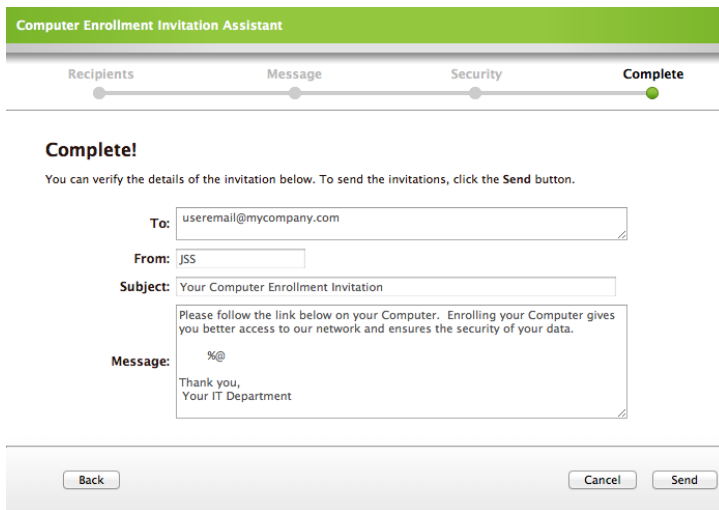 Computer Enrollment Invitation Assistant
Recipients Message Security Complete
Complete!
You can verify the details of the invitation below. To send the invitations, click the Send button.
To: useremail@mycompany.com
From: JSS
Subject: Your Computer Enrollment Invitation
Please follow the link below on your Computer.  Enrolling your Computer gives
you better access to our network and ensures the security of your data.
%@
Message:
Thank you,
Your IT Department
Back Cancel Send